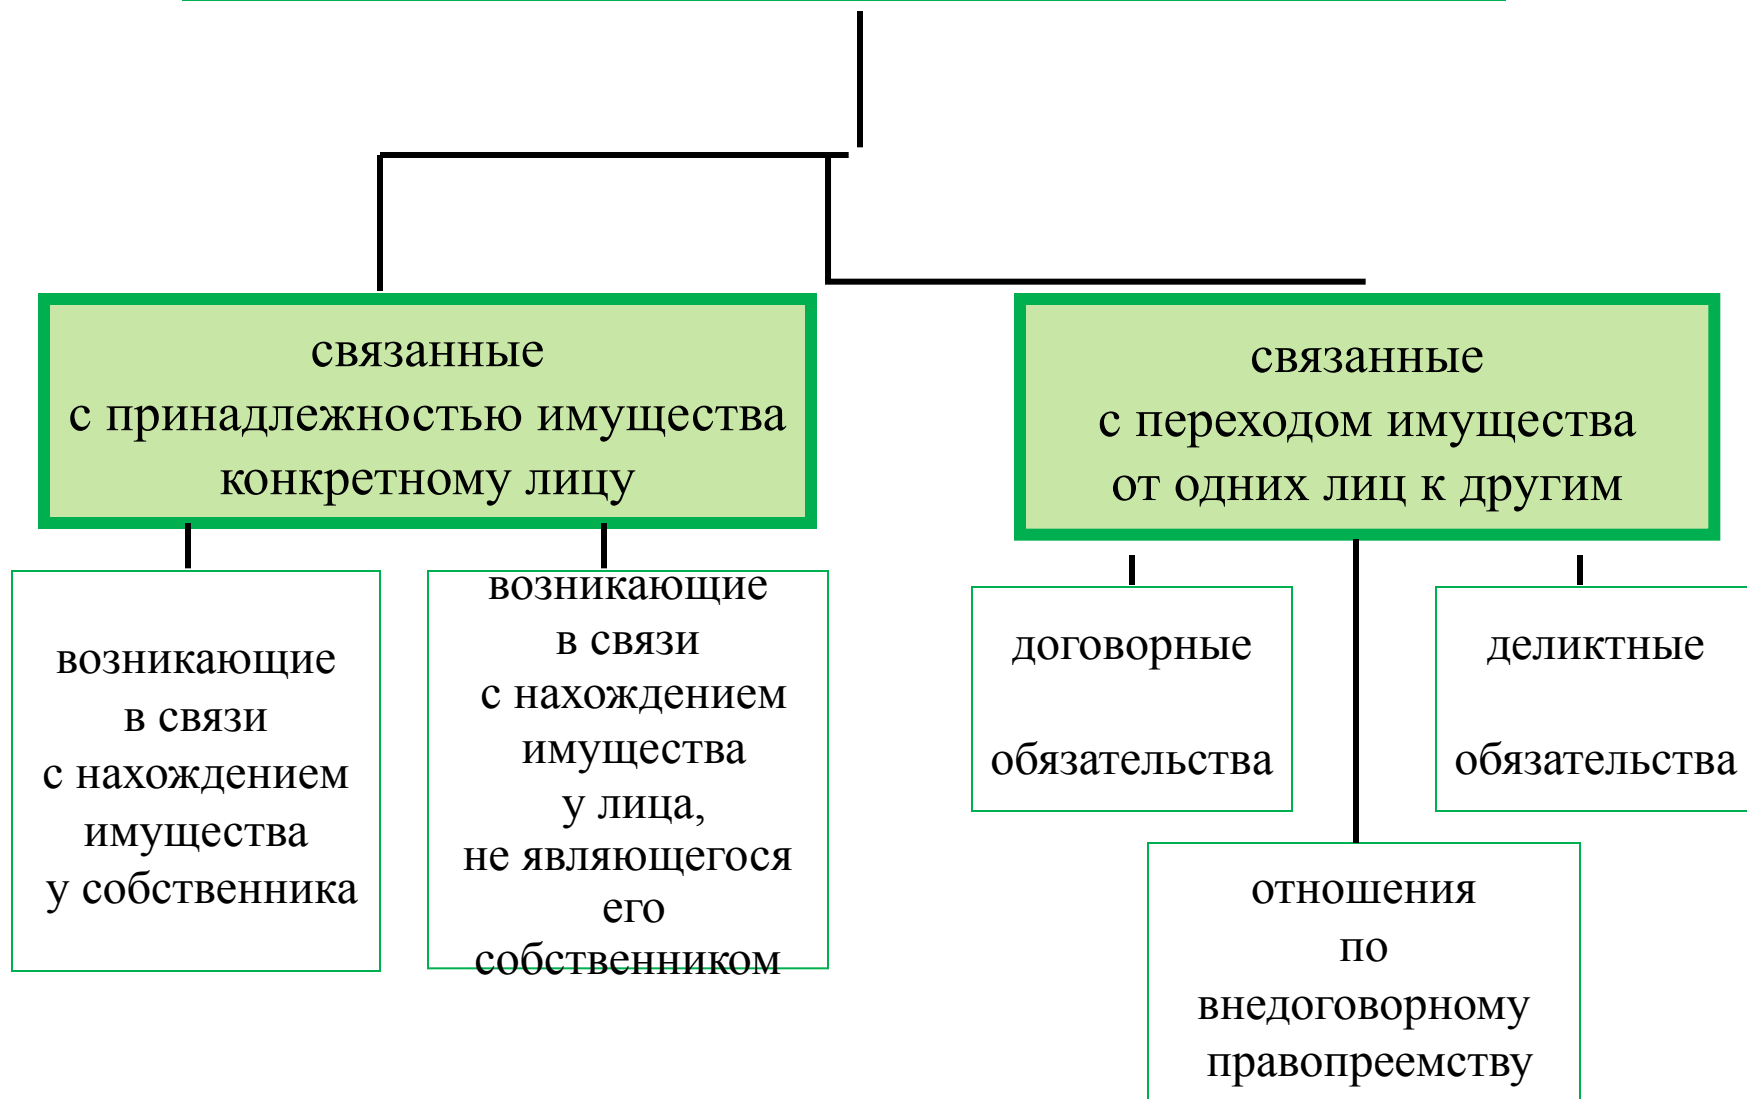 связанные
с принадлежностью имущества
конкретному лицу
связанные
с переходом имущества
от одних лиц к другим
возникающие
в связи
с нахождением
имущества
у собственника
возникающие
в связи
с нахождением
имущества
у лица,
не являющегося
его
собственником
договорные
обязательства
деликтные
обязательства
отношения
по
внедоговорному
правопреемству